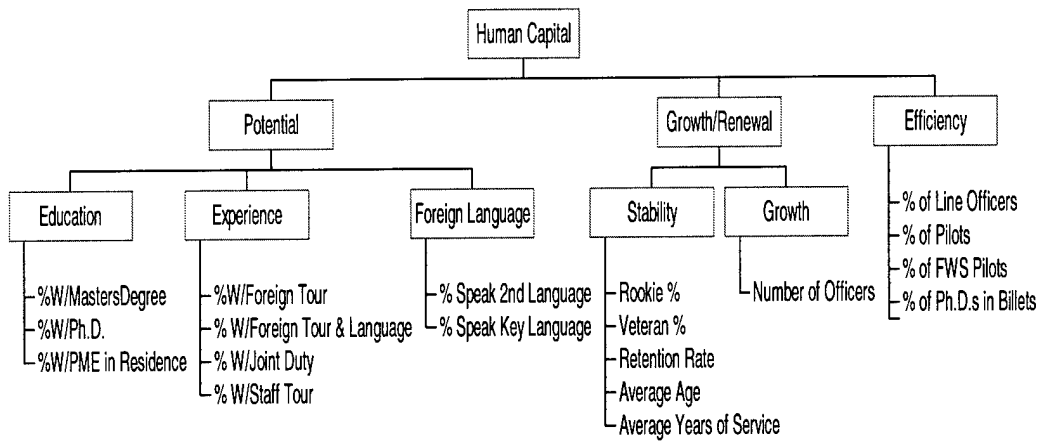 Human Capital
Potential
Growth/Renewal
Efficiency
Education
Experience
Foreign Language
Stability
Growth
%W/MastersDegree
%W/Ph.D.
%W/PME in Residence
%W/Foreign Tour
% W/Foreign Tour & Language
% W/Joint Duty
% W/Staff Tour
% Speak 2nd Language
% Speak Key Language
Rookie %
Veteran %
Retention Rate
Average Age
Average Years of Service
Number of Officers
% of Line Officers
% of Pilots
% of FWS Pilots
% of Ph.D.s in Billets